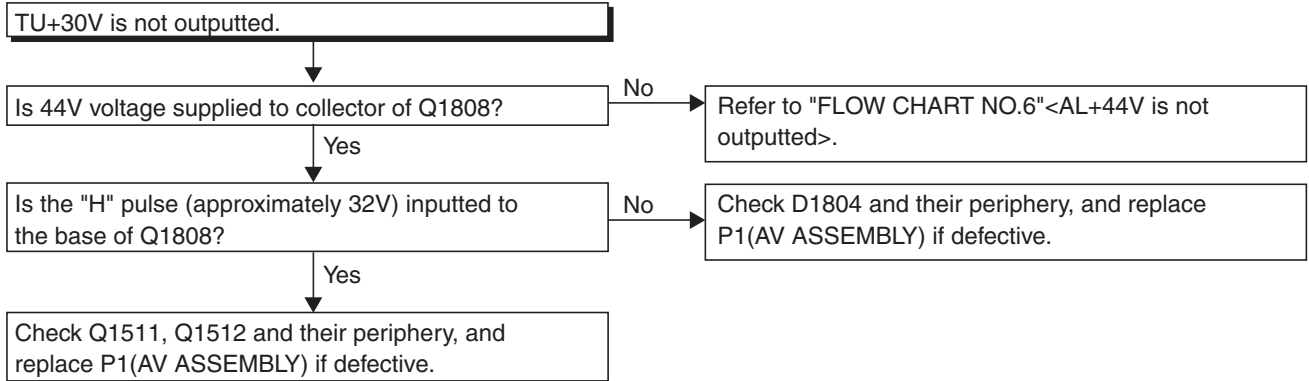 TU+30V is not outputted.
Is 44V voltage supplied to collector of Q1808?
No
Refer to "FLOW CHART NO.6"<AL+44V is not
outputted>.
Yes
Is the "H" pulse (approximately 32V) inputted to
the base of Q1808?
No
Check D1804 and their periphery, and replace
P1(AV ASSEMBLY) if defective.
Yes
Check Q1511, Q1512 and their periphery, and
replace P1(AV ASSEMBLY) if defective.